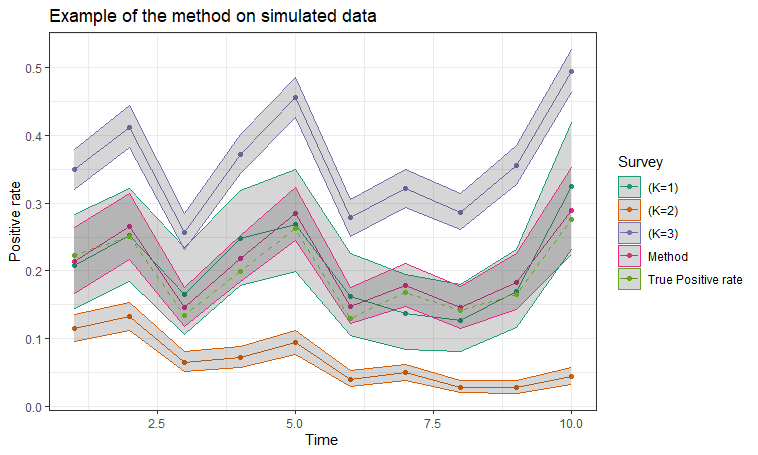 Example of the method on simulated data
0.5
0.4
0.3
0.2
0.1
0.0
Positive rate
2.5 5.0 7.5 10.0
Time
Survey
(K=1)
(K=2)
(K=3)
Method
True Positive rate